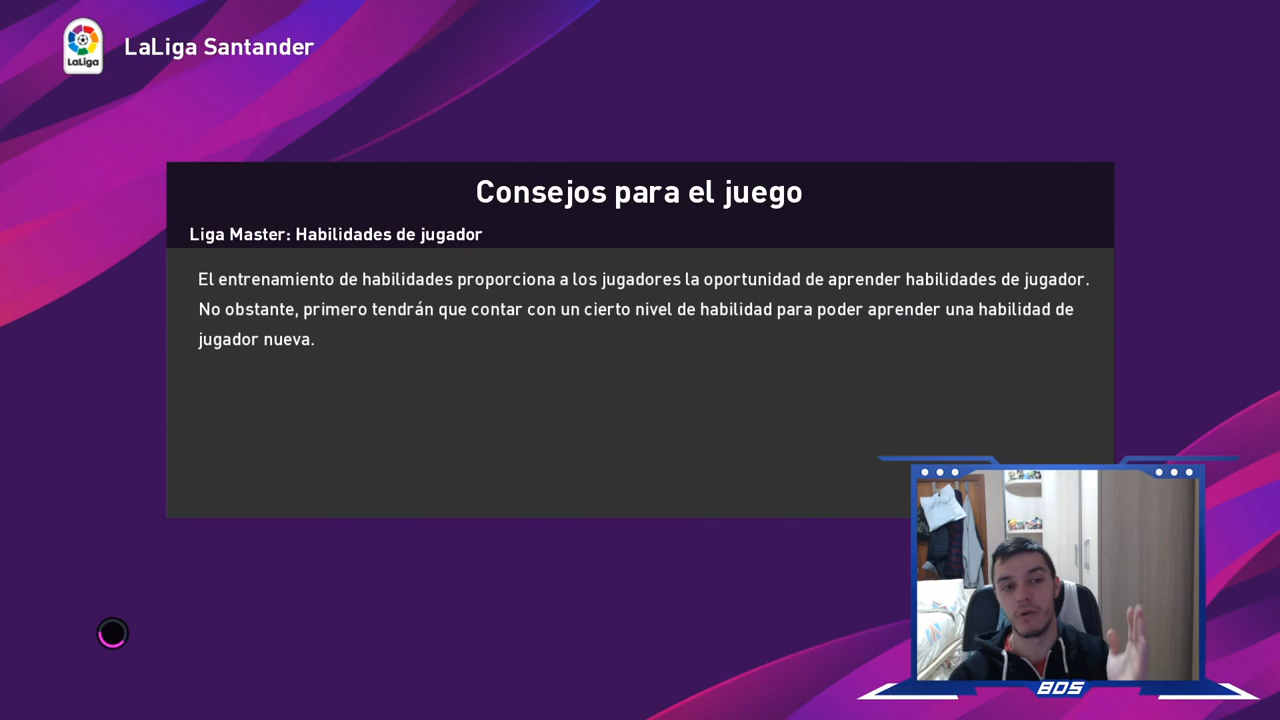 LaLiga
LaLiga Santander
Consejos para el juego
Liga Master: Habilidades de jugador
El entrenamiento de habilidades proporciona a los jugadores la oportunidad de aprender habilidades de jugador.
No obstante, primero tendrán que contar con un cierto nivel de habilidad para poder aprender una habilidad de
jugador nueva.
BDS